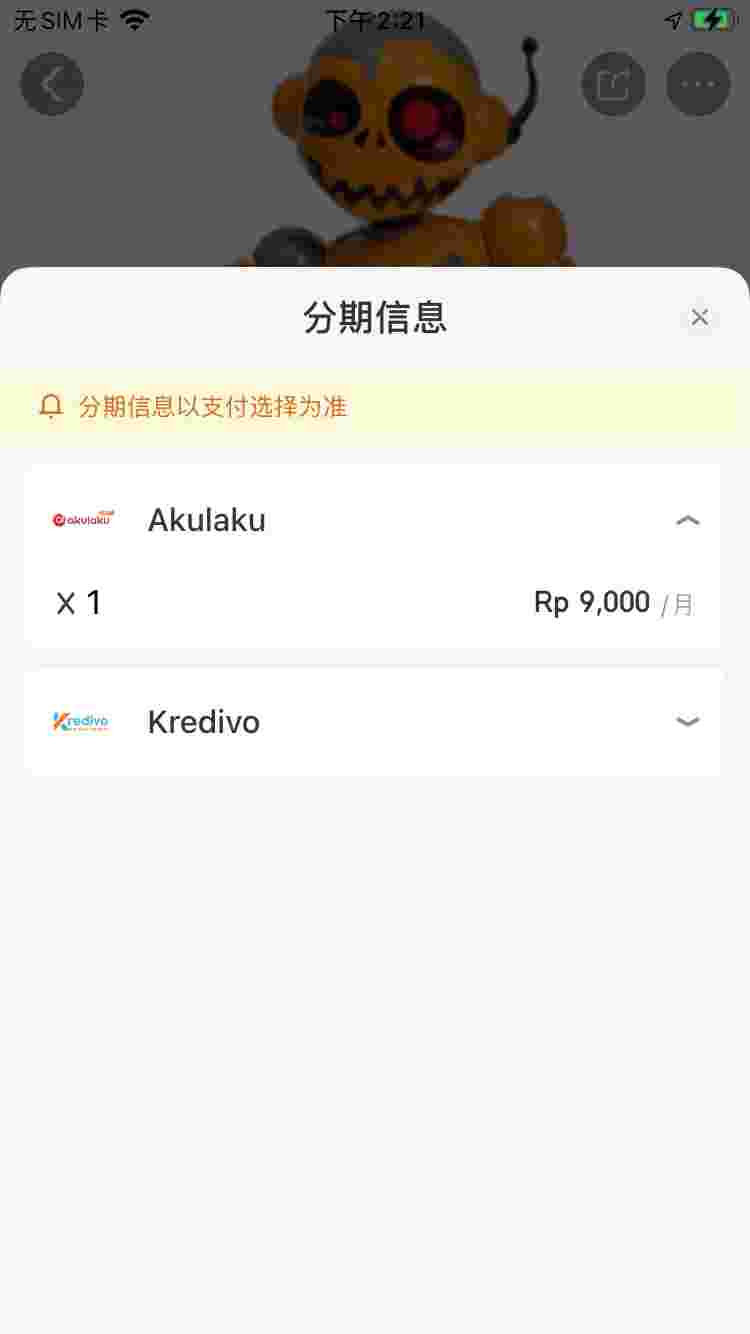 无SIM卡
下午2:21
分期信息
分期信息以支付选择为准
akulaku
Akulaku
X 1
Rp 9,000 /月
Kredivo
Kredivo